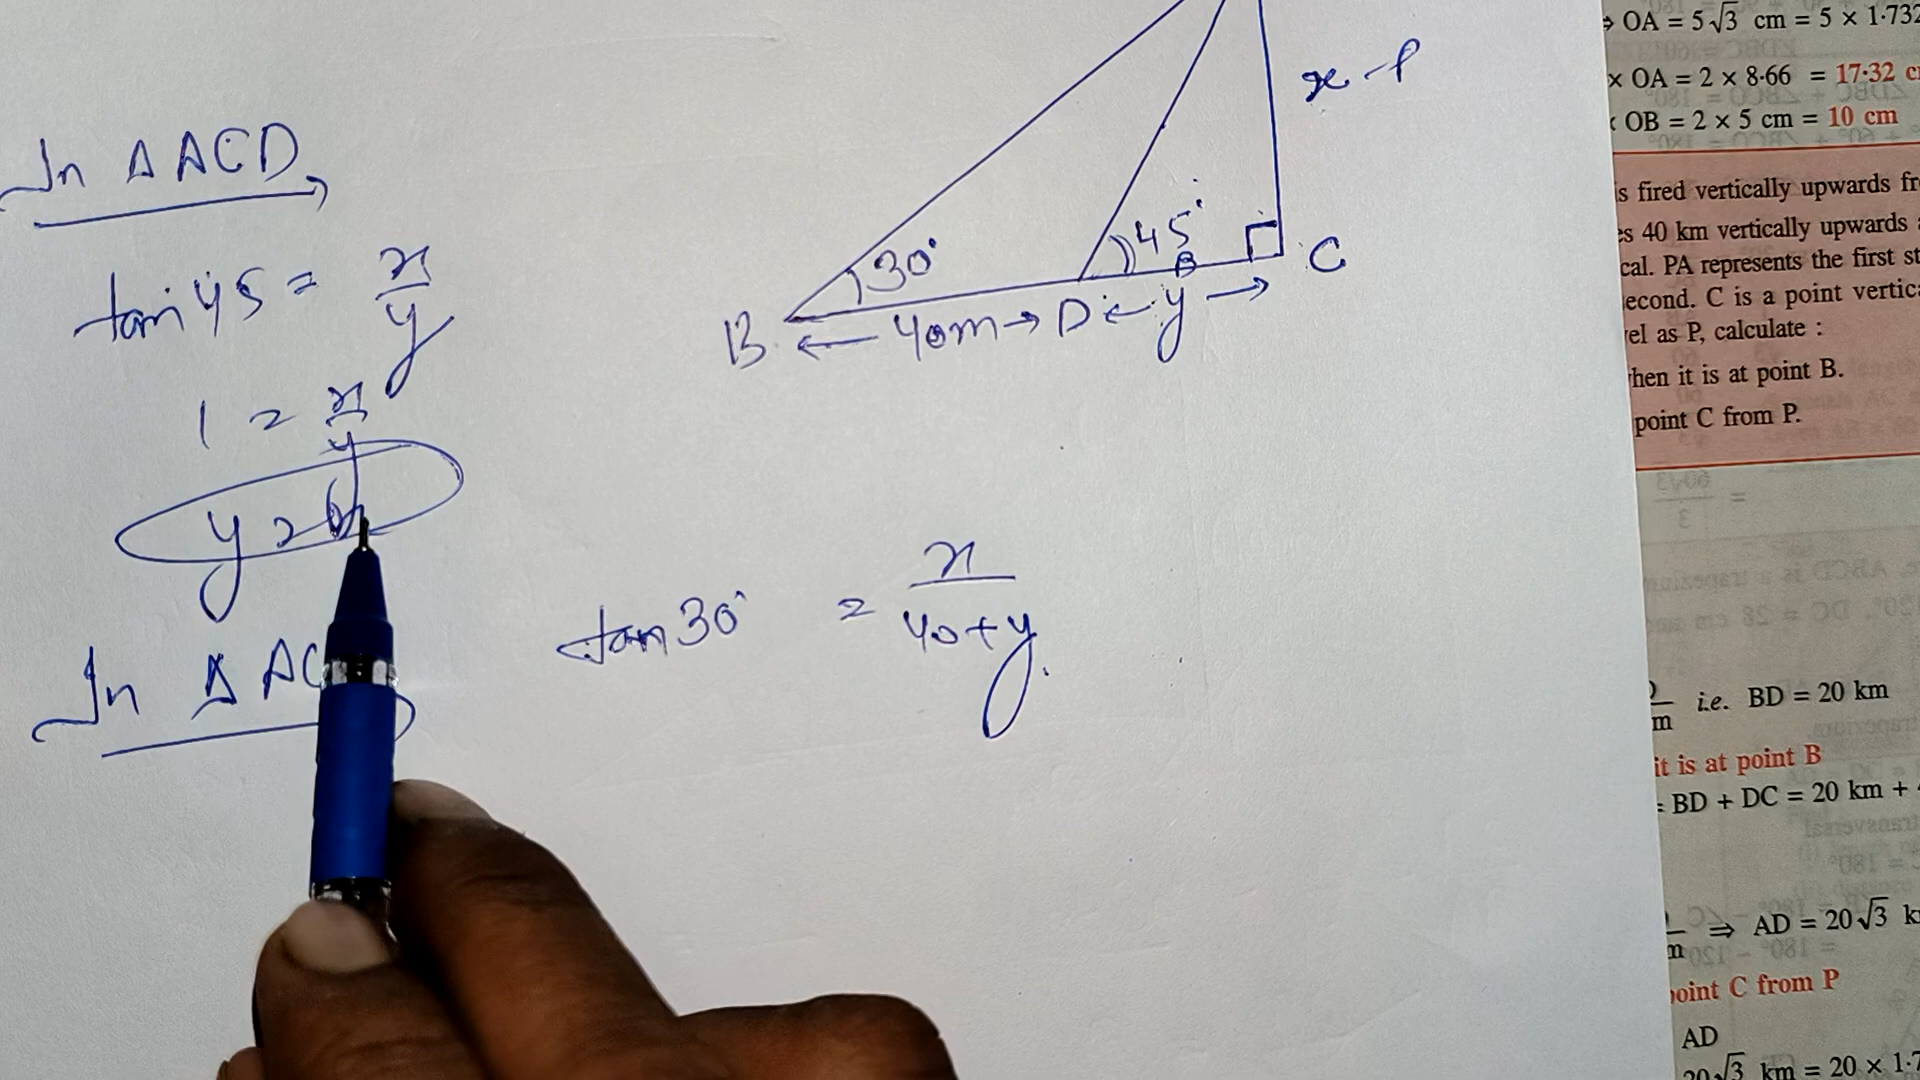 In Δ ACD,
tan 45 = x/y
1 = x/y
y = x
In Δ AC
tan 30° = x/40+y
x
30°
45°
B
B
40m
D
y
C
⇒ OA = 5√3 cm = 5 × 1·732
× OA = 2 × 8·66 = 17·32 c
OB = 2 × 5 cm = 10 cm
s fired vertically upwards fr
es 40 km vertically upwards
cal. PA represents the first st
econd. C is a point vertic
el as P, calculate :
hen it is at point B.
point C from P.
m i.e. BD = 20 km
it is at point B
= BD + DC = 20 km +
m ⇒ AD = 20√3 k
oint C from P
AD
20√3 km = 20 × 1·7